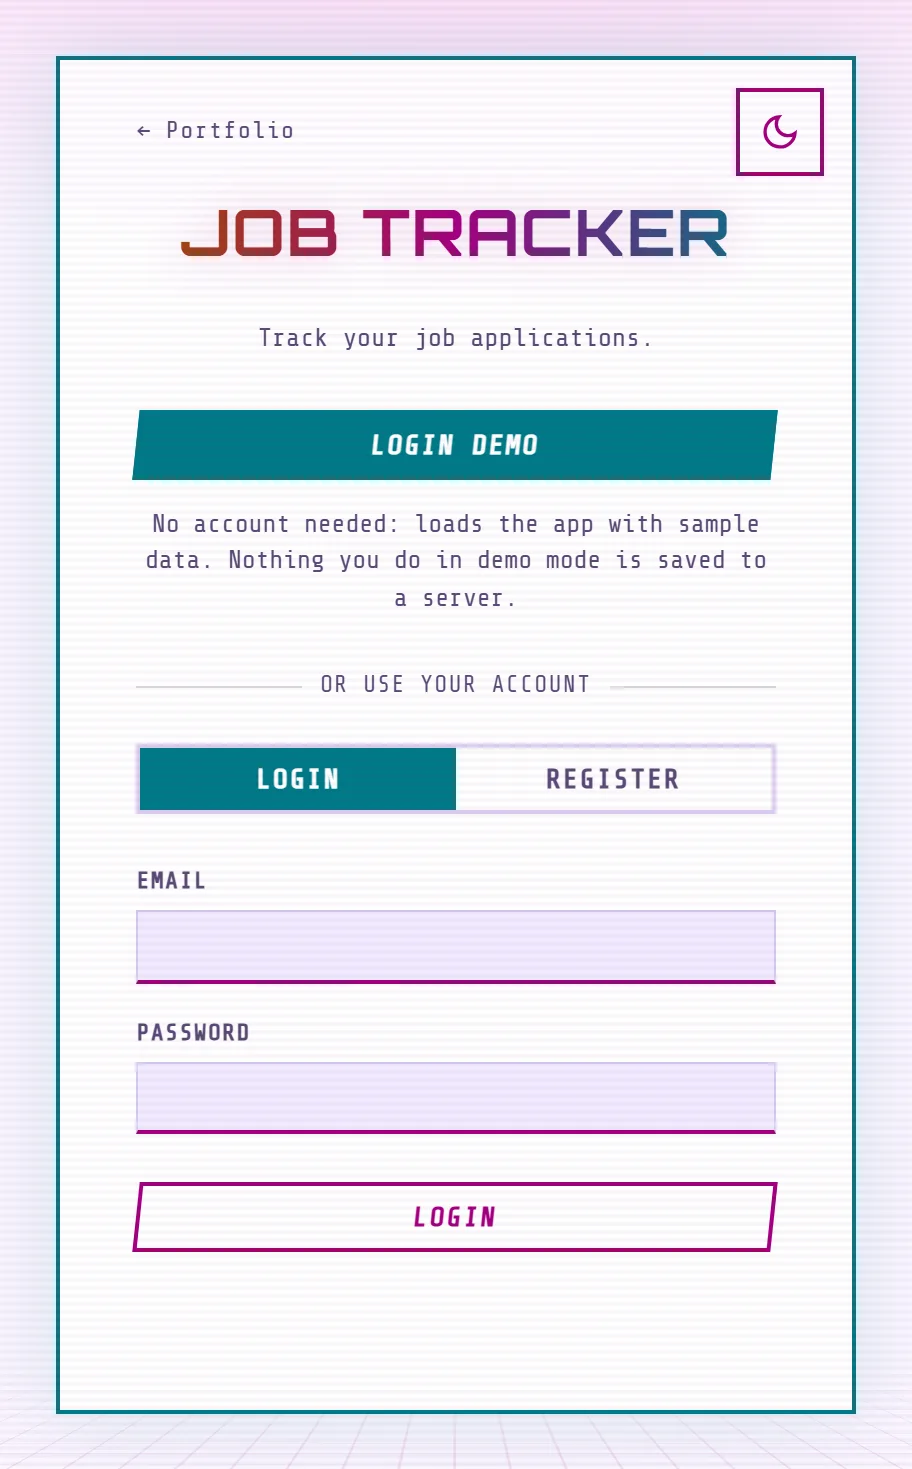 ← Portfolio
JOB TRACKER
Track your job applications.
LOGIN DEMO
No account needed: loads the app with sample
data. Nothing you do in demo mode is saved to
a server.
OR USE YOUR ACCOUNT
LOGIN REGISTER
EMAIL
PASSWORD
LOGIN